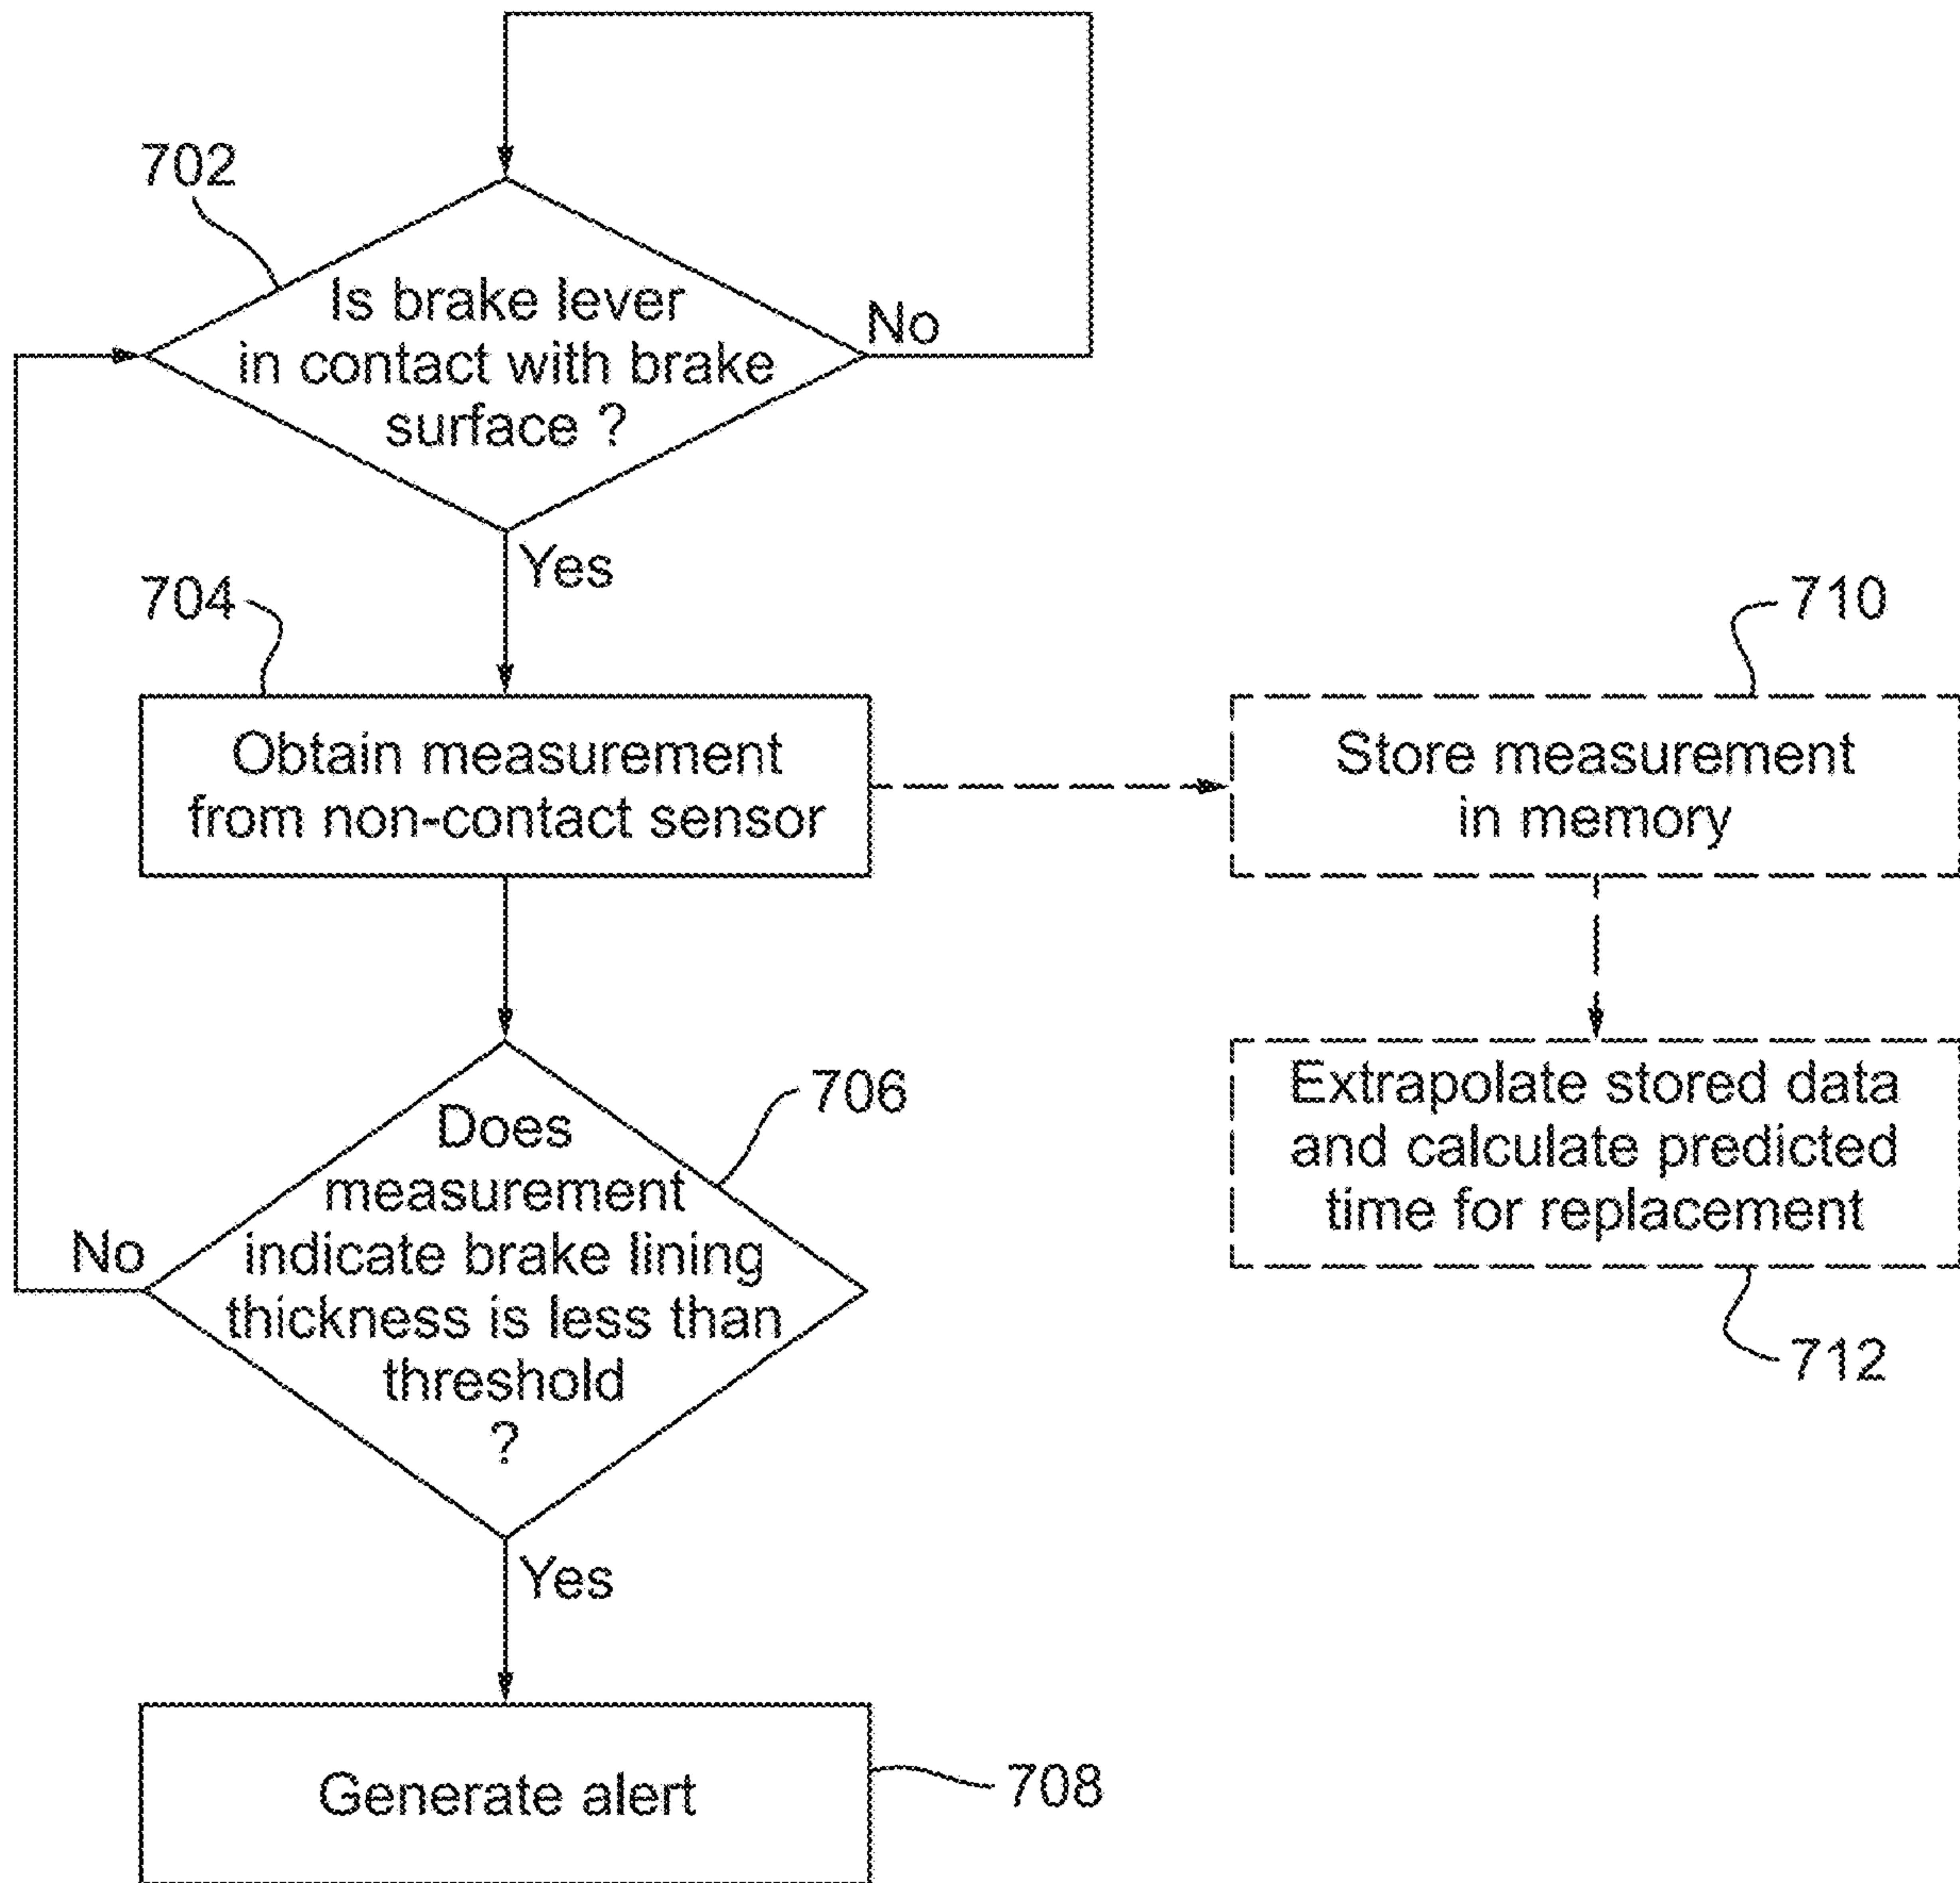 702
Is brake lever
in contact with brake
surface ?
No
Yes
704
Obtain measurement
from non-contact sensor
710
Store measurement
in memory
706
Does
measurement
indicate brake lining
thickness is less than
threshold
?
No
Yes
Extrapolate stored data
and calculate predicted
time for replacement
712
Generate alert
708